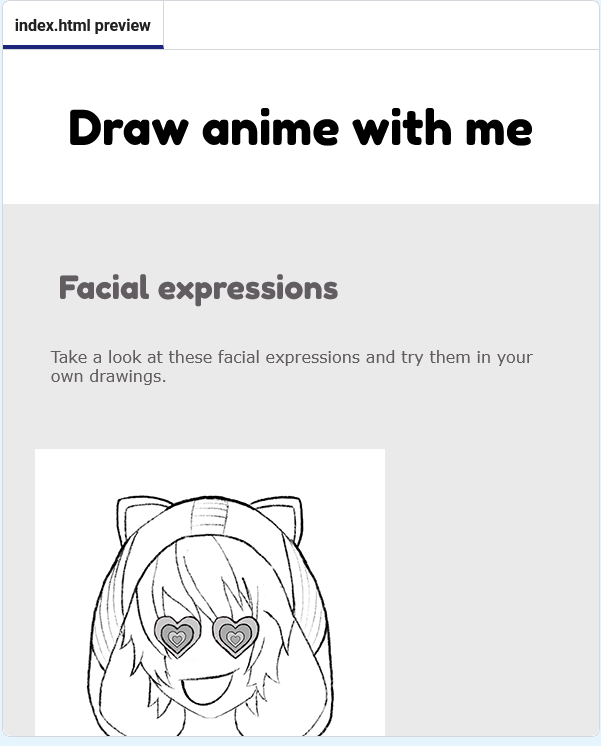 index.html preview
Draw anime with me
Facial expressions
Take a look at these facial expressions and try them in your
own drawings.